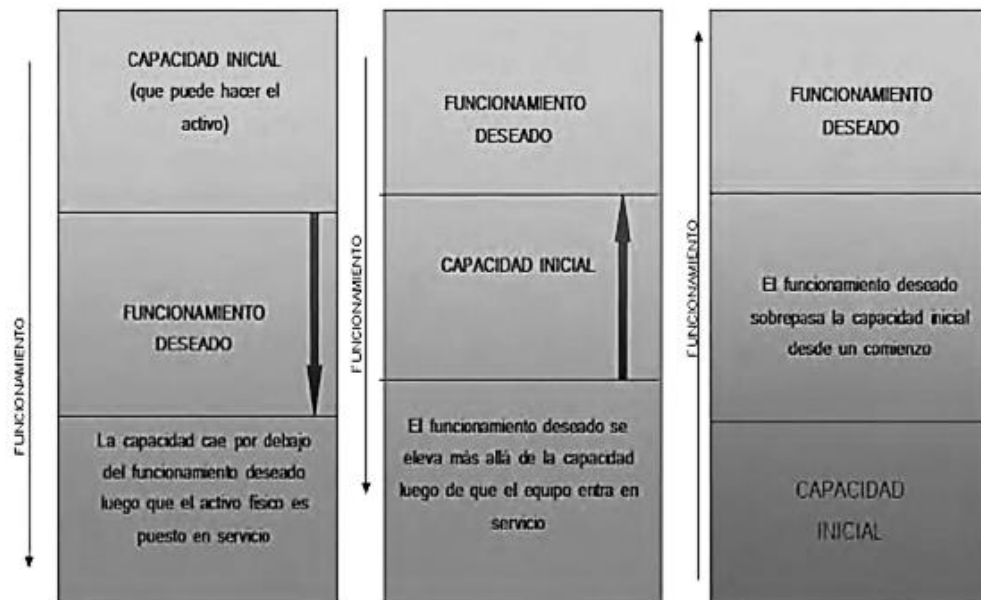 FUNCIONAMIENTO
CAPACIDAD INICIAL
(que puede hacer el
activo)
FUNCIONAMIENTO
DESEADO
La capacidad cae por debajo
del funcionamiento deseado
luego que el activo fisico es
puesto en servicio
FUNCIONAMIENTO
FUNCIONAMIENTO
DESEADO
CAPACIDAD INICIAL
El funcionamiento deseado se
eleva más allá de la capacidad
luego de que el equipo entra en
servicio
FUNCIONAMIENTO
FUNCIONAMIENTO
DESEADO
El funcionamiento deseado
sobrepasa la capacidad inicial
desde un comienzo
CAPACIDAD
INICIAL